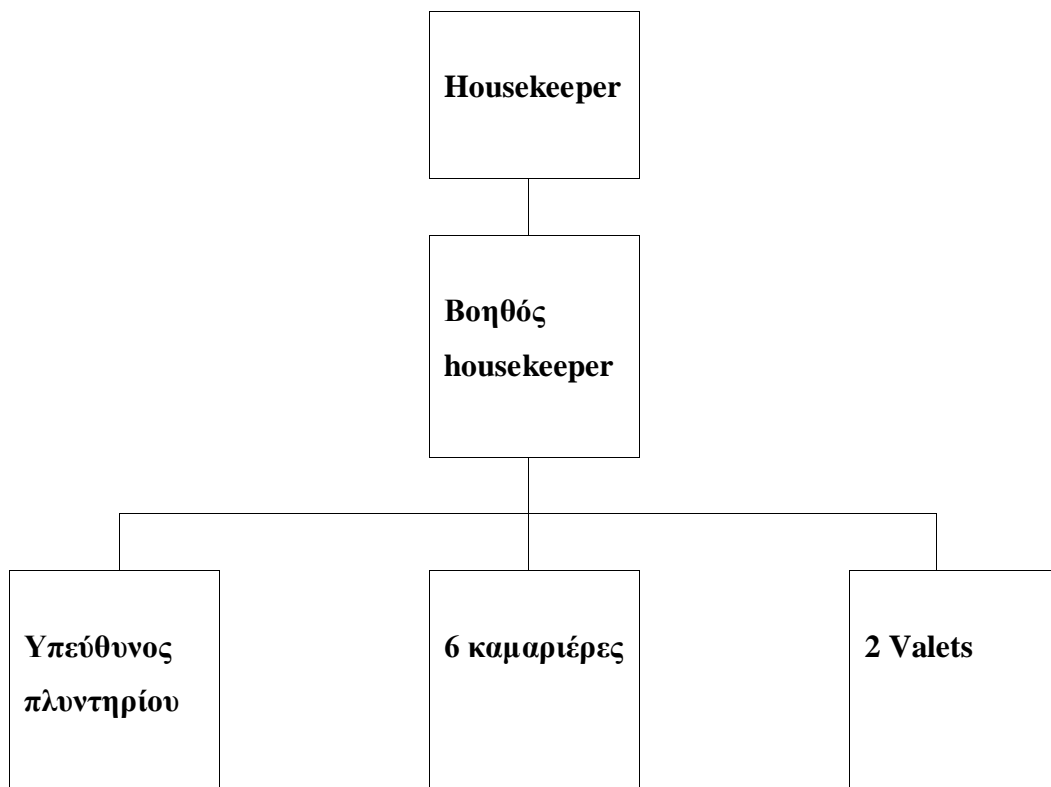 Housekeeper
Βοηθός
housekeeper
Υπεύθυνος
πλυντηρίου
6 καμαριέρες
2 Valets